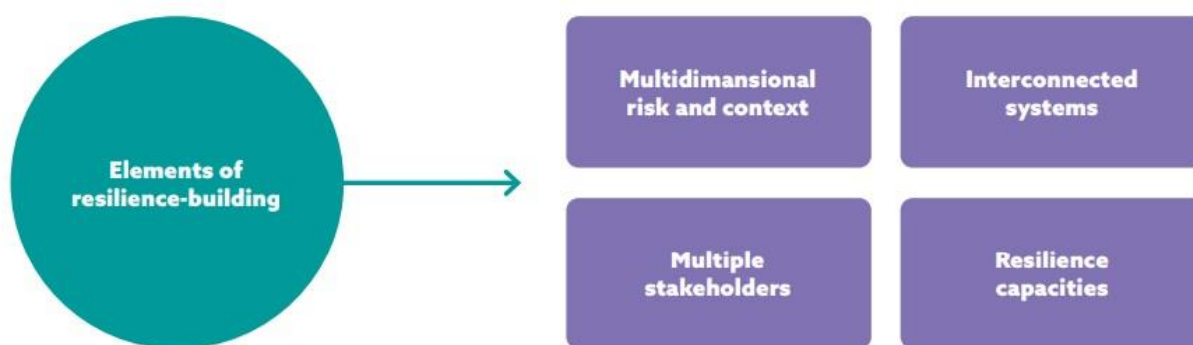 Elements of
resilience-building
Multidimansional
risk and context
Interconnected
systems
Multiple
stakeholders
Resilience
capacities